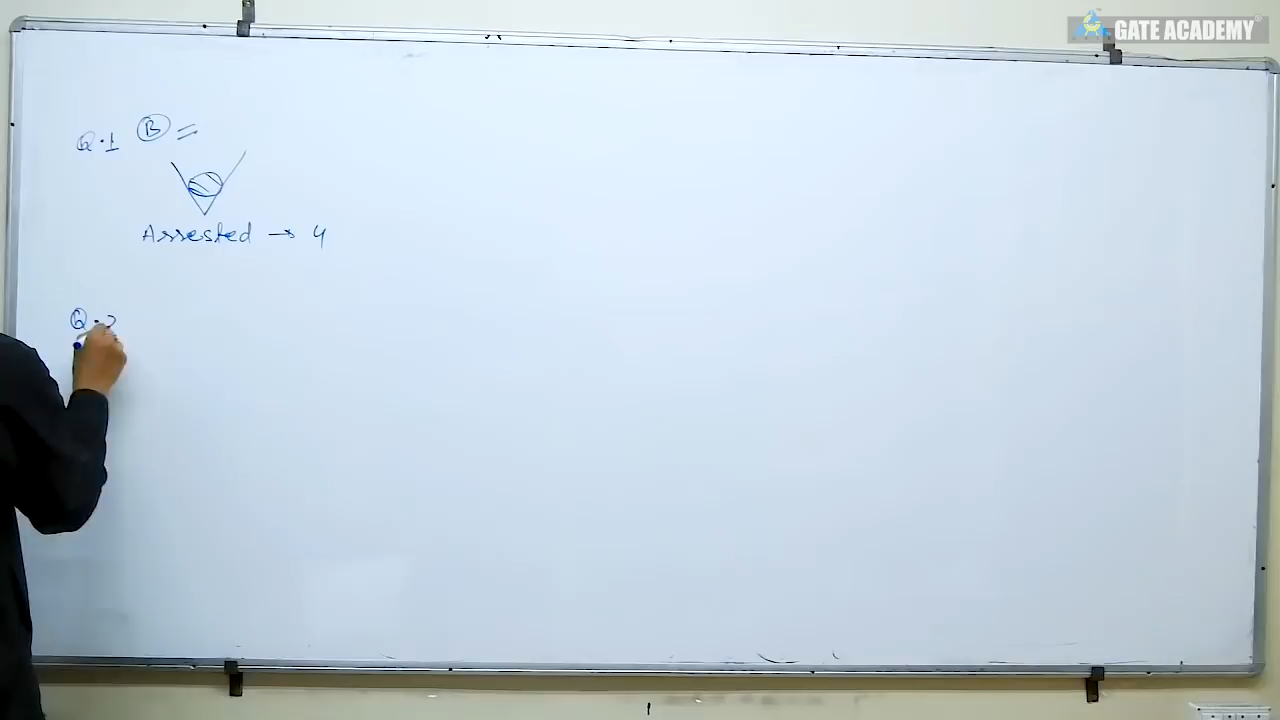 GATE ACADEMY
Q.1 B =
Arrested → 4
Q.2